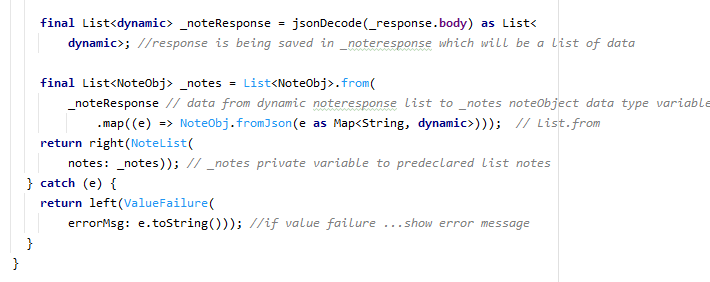 final List<dynamic> _noteResponse = jsonDecode(_response.body) as List<
dynamic>; //response is being saved in _noteresponse which will be a list of data
final List<NoteObj> _notes = List<NoteObj>.from(
_noteResponse // data from dynamic noteresponse list to _notes noteObject data type variable
.map((e) => NoteObj.fromJson(e as Map<String, dynamic>))); // List.from
return right(NoteList(
notes: _notes)); // _notes private variable to predeclared list notes
} catch (e) {
return left(ValueFailure(
errorMsg: e.toString())); //if value failure ...show error message
}
}